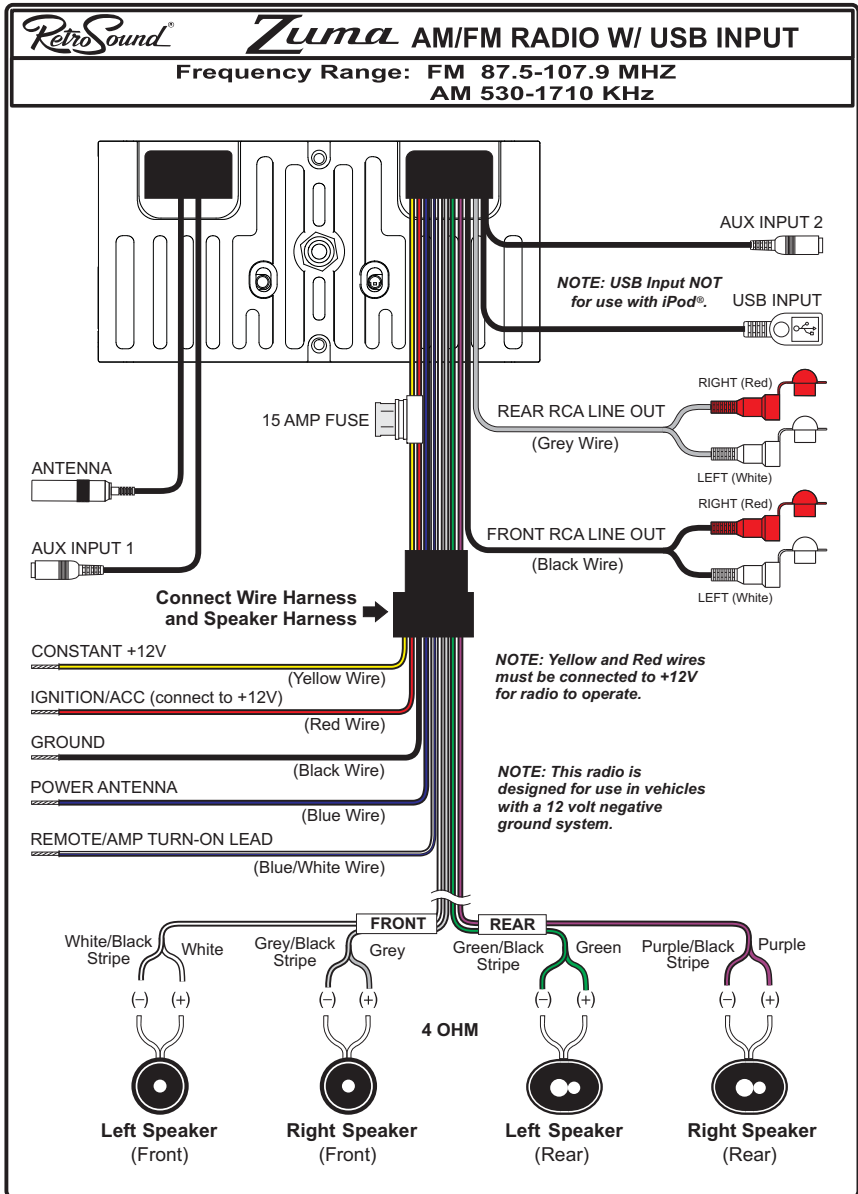 RetroSound® Zuma AM/FM RADIO W/ USB INPUT
Frequency Range: FM 87.5-107.9 MHZ
AM 530-1710 KHz
AUX INPUT 2
NOTE: USB Input NOT
for use with iPod®.
USB INPUT
15 AMP FUSE
REAR RCA LINE OUT
(Grey Wire)
RIGHT (Red)
LEFT (White)
ANTENNA
AUX INPUT 1
FRONT RCA LINE OUT
(Black Wire)
RIGHT (Red)
LEFT (White)
Connect Wire Harness
and Speaker Harness
CONSTANT +12V
(Yellow Wire)
IGNITION/ACC (connect to +12V)
(Red Wire)
GROUND
(Black Wire)
POWER ANTENNA
(Blue Wire)
REMOTE/AMP TURN-ON LEAD
(Blue/White Wire)
NOTE: Yellow and Red wires
must be connected to +12V
for radio to operate.
NOTE: This radio is
designed for use in vehicles
with a 12 volt negative
ground system.
FRONT
REAR
White/Black
Stripe
White
Grey/Black
Stripe
Grey
Green/Black
Stripe
Green
Purple/Black
Stripe
Purple
(–) (+)
(–) (+)
(–) (+)
(–) (+)
4 OHM
Left Speaker
(Front)
Right Speaker
(Front)
Left Speaker
(Rear)
Right Speaker
(Rear)